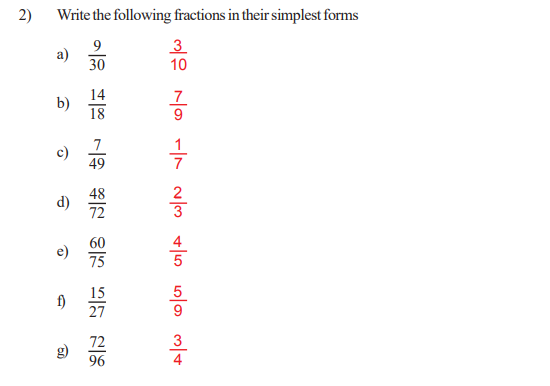 2) Write the following fractions in their simplest forms
a) 9/30 3/10
b) 14/18 7/9
c) 7/49 1/7
d) 48/72 2/3
e) 60/75 4/5
f) 15/27 5/9
g) 72/96 3/4